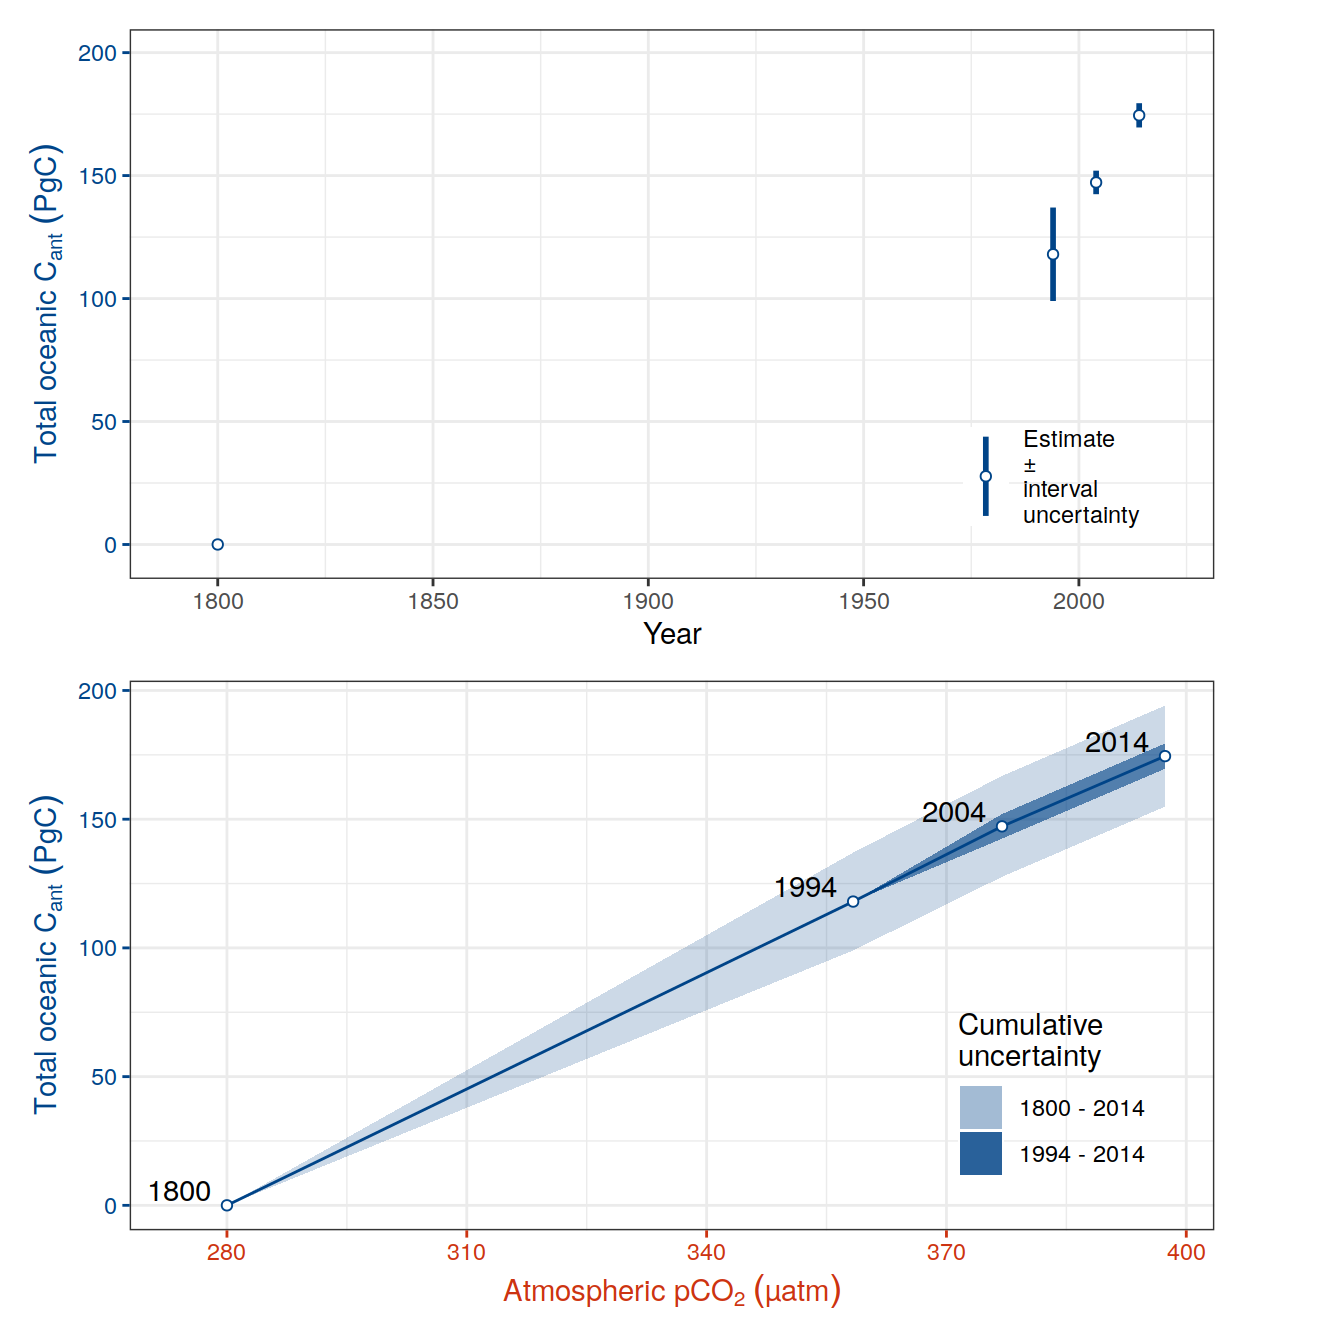 Total oceanic Cant (PgC)
200
150
100
50
0
Estimate
±
interval
uncertainty
1800 1850 1900 1950 2000
Year
Total oceanic Cant (PgC)
200
150
100
50
0
2014
2004
1994
1800
Cumulative
uncertainty
1800 - 2014
1994 - 2014
280 310 340 370 400
Atmospheric pCO2 (µatm)